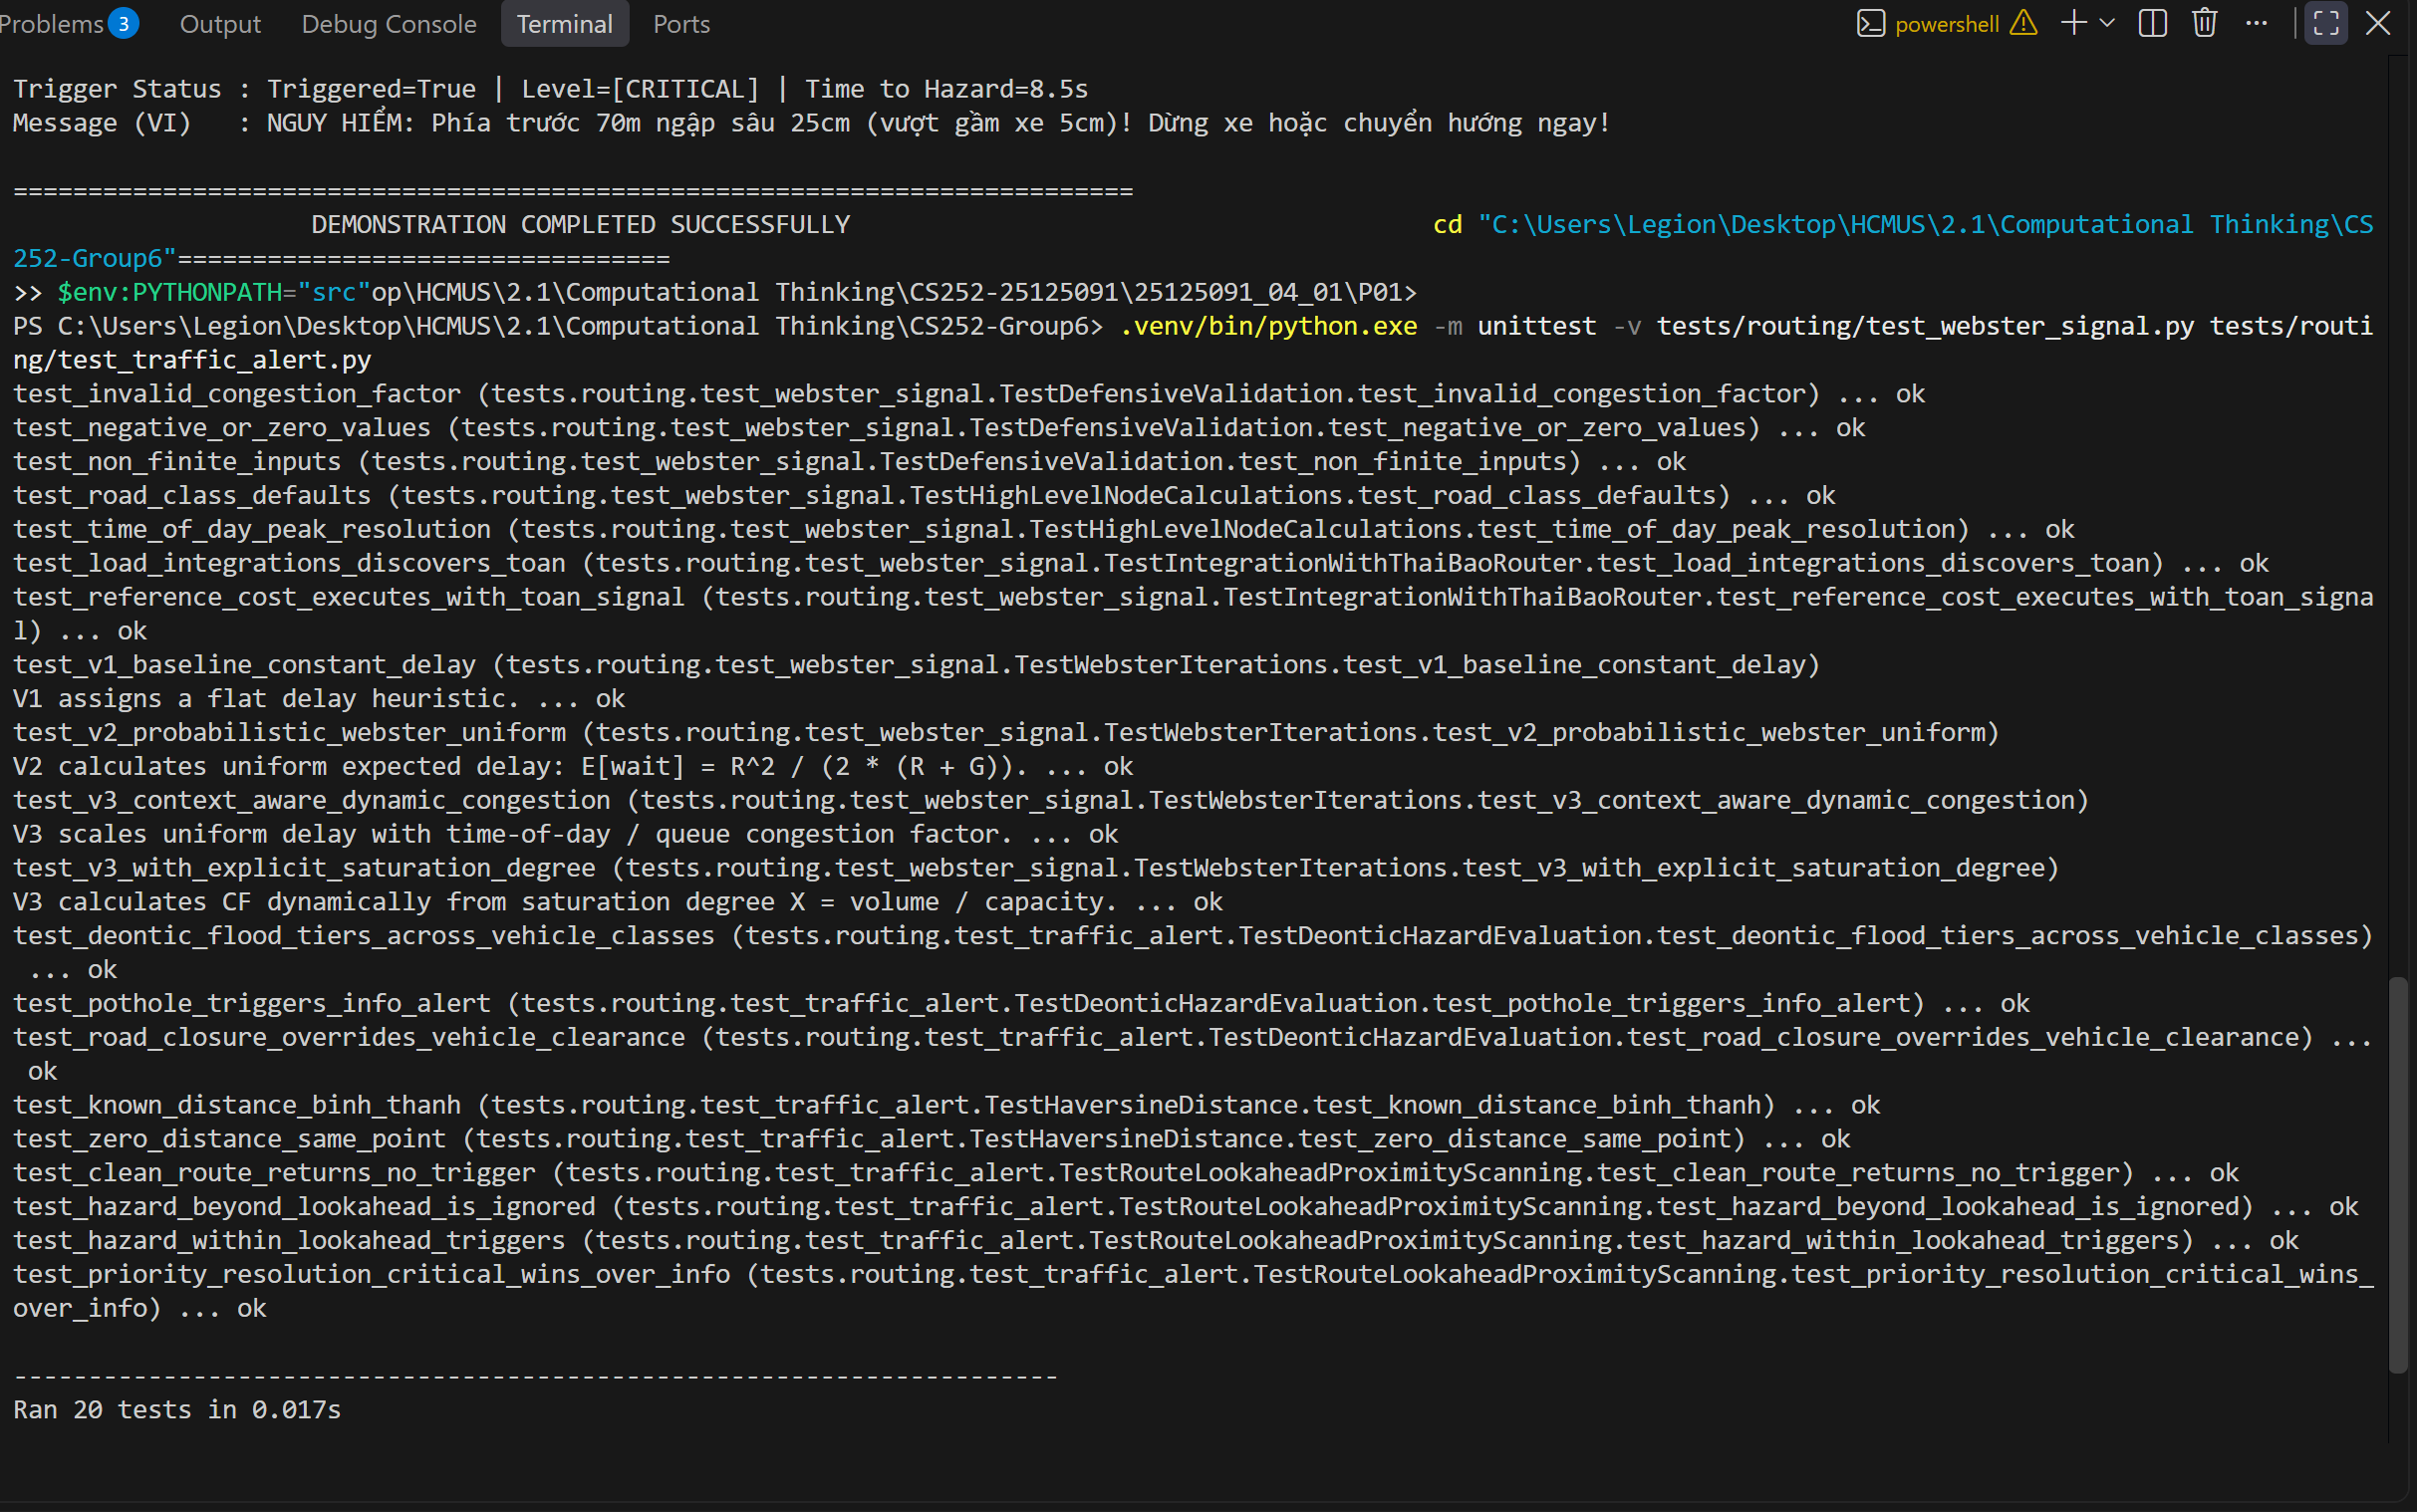 Problems 3 Output Debug Console Terminal Ports powershell
Trigger Status : Triggered=True | Level=[CRITICAL] | Time to Hazard=8.5s
Message (VI)   : NGUY HIỂM: Phía trước 70m ngập sâu 25cm (vượt gầm xe 5cm)! Dừng xe hoặc chuyển hướng ngay!
===========================================================================
DEMONSTRATION COMPLETED SUCCESSFULLY cd "C:\Users\Legion\Desktop\HCMUS\2.1\Computational Thinking\CS
252-Group6"=================================
>> $env:PYTHONPATH="src"op\HCMUS\2.1\Computational Thinking\CS252-25125091\25125091_04_01\P01>
PS C:\Users\Legion\Desktop\HCMUS\2.1\Computational Thinking\CS252-Group6> .venv/bin/python.exe -m unittest -v tests/routing/test_webster_signal.py tests/routi
ng/test_traffic_alert.py
test_invalid_congestion_factor (tests.routing.test_webster_signal.TestDefensiveValidation.test_invalid_congestion_factor) ... ok
test_negative_or_zero_values (tests.routing.test_webster_signal.TestDefensiveValidation.test_negative_or_zero_values) ... ok
test_non_finite_inputs (tests.routing.test_webster_signal.TestDefensiveValidation.test_non_finite_inputs) ... ok
test_road_class_defaults (tests.routing.test_webster_signal.TestHighLevelNodeCalculations.test_road_class_defaults) ... ok
test_time_of_day_peak_resolution (tests.routing.test_webster_signal.TestHighLevelNodeCalculations.test_time_of_day_peak_resolution) ... ok
test_load_integrations_discovers_toan (tests.routing.test_webster_signal.TestIntegrationWithThaiBaoRouter.test_load_integrations_discovers_toan) ... ok
test_reference_cost_executes_with_toan_signal (tests.routing.test_webster_signal.TestIntegrationWithThaiBaoRouter.test_reference_cost_executes_with_toan_signa
l) ... ok
test_v1_baseline_constant_delay (tests.routing.test_webster_signal.TestWebsterIterations.test_v1_baseline_constant_delay)
V1 assigns a flat delay heuristic. ... ok
test_v2_probabilistic_webster_uniform (tests.routing.test_webster_signal.TestWebsterIterations.test_v2_probabilistic_webster_uniform)
V2 calculates uniform expected delay: E[wait] = R^2 / (2 * (R + G)). ... ok
test_v3_context_aware_dynamic_congestion (tests.routing.test_webster_signal.TestWebsterIterations.test_v3_context_aware_dynamic_congestion)
V3 scales uniform delay with time-of-day / queue congestion factor. ... ok
test_v3_with_explicit_saturation_degree (tests.routing.test_webster_signal.TestWebsterIterations.test_v3_with_explicit_saturation_degree)
V3 calculates CF dynamically from saturation degree X = volume / capacity. ... ok
test_deontic_flood_tiers_across_vehicle_classes (tests.routing.test_traffic_alert.TestDeonticHazardEvaluation.test_deontic_flood_tiers_across_vehicle_classes)
... ok
test_pothole_triggers_info_alert (tests.routing.test_traffic_alert.TestDeonticHazardEvaluation.test_pothole_triggers_info_alert) ... ok
test_road_closure_overrides_vehicle_clearance (tests.routing.test_traffic_alert.TestDeonticHazardEvaluation.test_road_closure_overrides_vehicle_clearance) ...
ok
test_known_distance_binh_thanh (tests.routing.test_traffic_alert.TestHaversineDistance.test_known_distance_binh_thanh) ... ok
test_zero_distance_same_point (tests.routing.test_traffic_alert.TestHaversineDistance.test_zero_distance_same_point) ... ok
test_clean_route_returns_no_trigger (tests.routing.test_traffic_alert.TestRouteLookaheadProximityScanning.test_clean_route_returns_no_trigger) ... ok
test_hazard_beyond_lookahead_is_ignored (tests.routing.test_traffic_alert.TestRouteLookaheadProximityScanning.test_hazard_beyond_lookahead_is_ignored) ... ok
test_hazard_within_lookahead_triggers (tests.routing.test_traffic_alert.TestRouteLookaheadProximityScanning.test_hazard_within_lookahead_triggers) ... ok
test_priority_resolution_critical_wins_over_info (tests.routing.test_traffic_alert.TestRouteLookaheadProximityScanning.test_priority_resolution_critical_wins_
over_info) ... ok
----------------------------------------------------------------------
Ran 20 tests in 0.017s